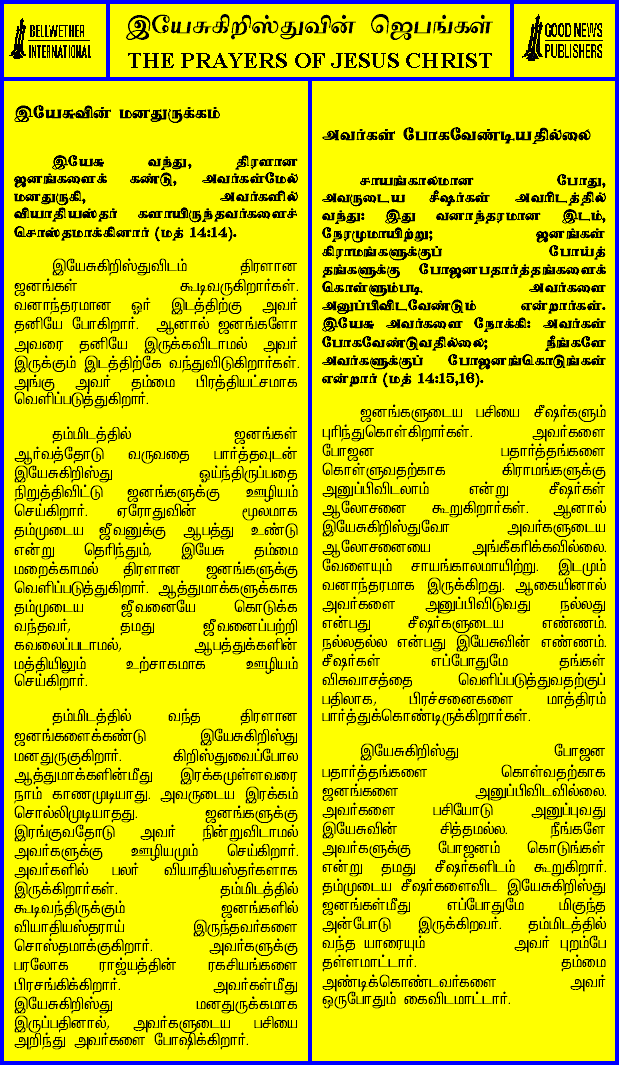 BELLWETHER
INTERNATIONAL
இயேசுகிறிஸ்துவின் ஜெபங்கள்
THE PRAYERS OF JESUS CHRIST
GOOD NEWS
PUBLISHERS
இயேசுவின் மனதுருக்கம்
இயேசு வந்து, திரளான
ஜனங்களைக் கண்டு, அவர்கள்மேல்
மனதுருகி, அவர்களில்
வியாதியஸ்தர் களாயிருந்தவர்களைச்
சொஸ்தமாக்கினார் (மத் 14:14).
இயேசுகிறிஸ்துவிடம் திரளான
ஜனங்கள் கூடிவருகிறார்கள்.
வனாந்தரமான ஓர் இடத்திற்கு அவர்
தனியே போகிறார். ஆனால் ஜனங்களோ
அவரை தனியே இருக்கவிடாமல் அவர்
இருக்கும் இடத்திற்கே வந்துவிடுகிறார்கள்.
அங்கு அவர் தம்மை பிரத்தியட்சமாக
வெளிப்படுத்துகிறார்.
தம்மிடத்தில் ஜனங்கள்
ஆர்வத்தோடு வருவதை பார்த்தவுடன்
இயேசுகிறிஸ்து ஓய்ந்திருப்பதை
நிறுத்திவிட்டு ஜனங்களுக்கு ஊழியம்
செய்கிறார். ஏரோதுவின் மூலமாக
தம்முடைய ஜீவனுக்கு ஆபத்து உண்டு
என்று தெரிந்தும், இயேசு தம்மை
மறைக்காமல் திரளான ஜனங்களுக்கு
வெளிப்படுத்துகிறார். ஆத்துமாக்களுக்காக
தம்முடைய ஜீவனையே கொடுக்க
வந்தவர், தமது ஜீவனைப்பற்றி
கவலைப்படாமல், ஆபத்துக்களின்
மத்தியிலும் உற்சாகமாக ஊழியம்
செய்கிறார்.
தம்மிடத்தில் வந்த திரளான
ஜனங்களைக்கண்டு இயேசுகிறிஸ்து
மனதுருகுகிறார். கிறிஸ்துவைப்போல
ஆத்துமாக்களின்மீது இரக்கமுள்ளவரை
நாம் காணமுடியாது. அவருடைய இரக்கம்
சொல்லிமுடியாதது. ஜனங்களுக்கு
இரங்குவதோடு அவர் நின்றுவிடாமல்
அவர்களுக்கு ஊழியமும் செய்கிறார்.
அவர்களில் பலர் வியாதியஸ்தர்களாக
இருக்கிறார்கள். தம்மிடத்தில்
கூடிவந்திருக்கும் ஜனங்களில்
வியாதியஸ்தராய் இருந்தவர்களை
சொஸ்தமாக்குகிறார். அவர்களுக்கு
பரலோக ராஜ்யத்தின் ரகசியங்களை
பிரசங்கிக்கிறார். அவர்கள்மீது
இயேசுகிறிஸ்து மனதுருக்கமாக
இருப்பதினால், அவர்களுடைய பசியை
அறிந்து அவர்களை போஷிக்கிறார்.
அவர்கள் போகவேண்டியதில்லை
சாயங்காலமான போது,
அவருடைய சீஷர்கள் அவரிடத்தில்
வந்து: இது வனாந்தரமான இடம்,
நேரமுமாயிற்று; ஜனங்கள்
கிராமங்களுக்குப் போய்த்
தங்களுக்கு போஜனபதார்த்தங்களைக்
கொள்ளும்படி அவர்களை
அனுப்பிவிடவேண்டும் என்றார்கள்.
இயேசு அவர்களை நோக்கி: அவர்கள்
போகவேண்டுவதில்லை; நீங்களே
அவர்களுக்குப் போஜனங்கொடுங்கள்
என்றார் (மத் 14:15,16).
ஜனங்களுடைய பசியை சீஷர்களும்
புரிந்துகொள்கிறார்கள். அவர்களை
போஜன பதார்த்தங்களை
கொள்ளுவதற்காக கிராமங்களுக்கு
அனுப்பிவிடலாம் என்று சீஷர்கள்
ஆலோசனை கூறுகிறார்கள். ஆனால்
இயேசுகிறிஸ்துவோ அவர்களுடைய
ஆலோசனையை அங்கீகரிக்கவில்லை.
வேளையும் சாயங்காலமாயிற்று. இடமும்
வனாந்தரமாக இருக்கிறது. ஆகையினால்
அவர்களை அனுப்பிவிடுவது நல்லது
என்பது சீஷர்களுடைய எண்ணம்.
நல்லதல்ல என்பது இயேசுவின் எண்ணம்.
சீஷர்கள் எப்போதுமே தங்கள்
விசுவாசத்தை வெளிப்படுத்துவதற்குப்
பதிலாக, பிரச்சனைகளை மாத்திரம்
பார்த்துக்கொண்டிருக்கிறார்கள்.
இயேசுகிறிஸ்து போஜன
பதார்த்தங்களை கொள்வதற்காக
ஜனங்களை அனுப்பிவிடவில்லை.
அவர்களை பசியோடு அனுப்புவது
இயேசுவின் சித்தமல்ல. நீங்களே
அவர்களுக்கு போஜனம் கொடுங்கள்
என்று தமது சீஷர்களிடம் கூறுகிறார்.
தம்முடைய சீஷர்களைவிட இயேசுகிறிஸ்து
ஜனங்கள்மீது எப்போதுமே மிகுந்த
அன்போடு இருக்கிறவர். தம்மிடத்தில்
வந்த யாரையும் அவர் புறம்பே
தள்ளமாட்டார். தம்மை
அண்டிக்கொண்டவர்களை அவர்
ஒருபோதும் கைவிடமாட்டார்.